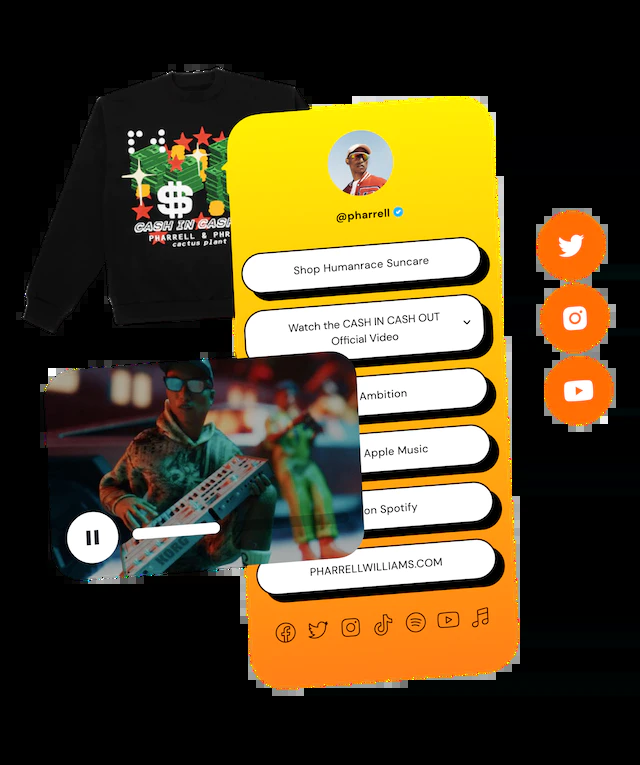 CASH IN CASH
PHARRELL & PHR
cactus plant
@pharrell
Shop Humanrace Suncare
Watch the CASH IN CASH OUT
Official Video
Ambition
Apple Music
on Spotify
PHARRELLWILLIAMS.COM